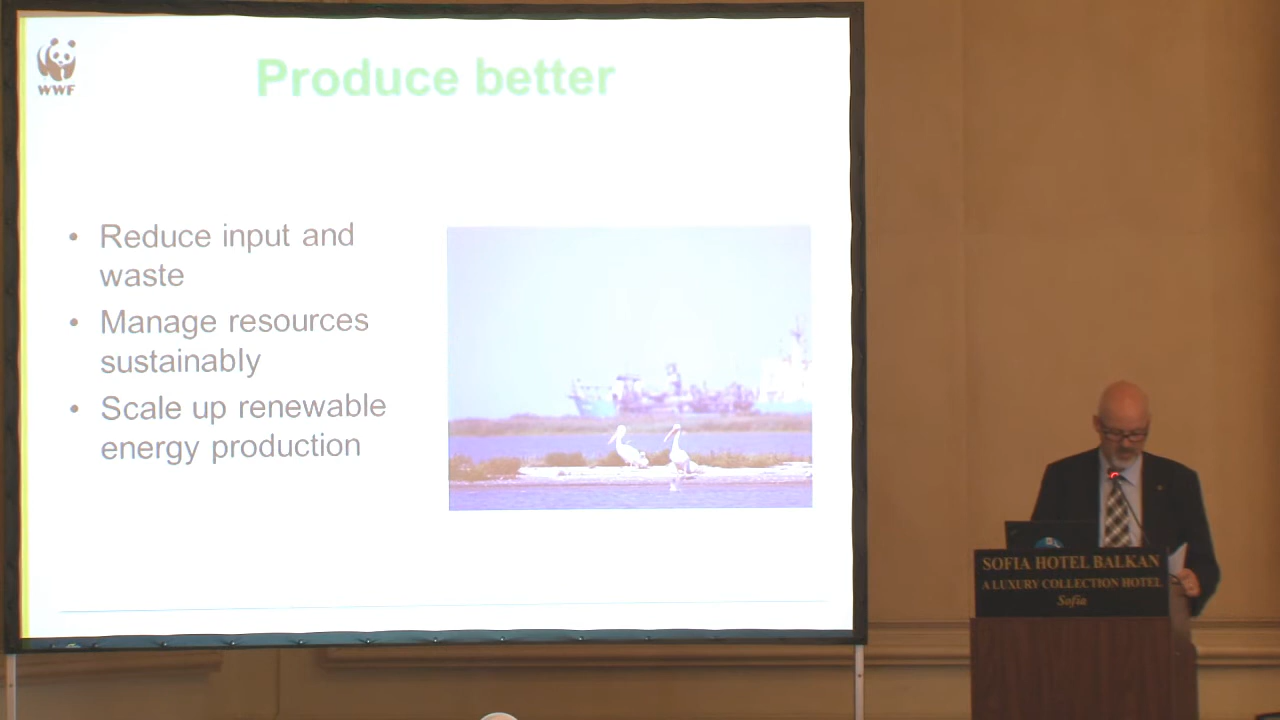 WWF
Produce better
• Reduce input and
waste
• Manage resources
sustainably
• Scale up renewable
energy production
SOFIA HOTEL BALKAN
A LUXURY COLLECTION HOTEL
Sofia